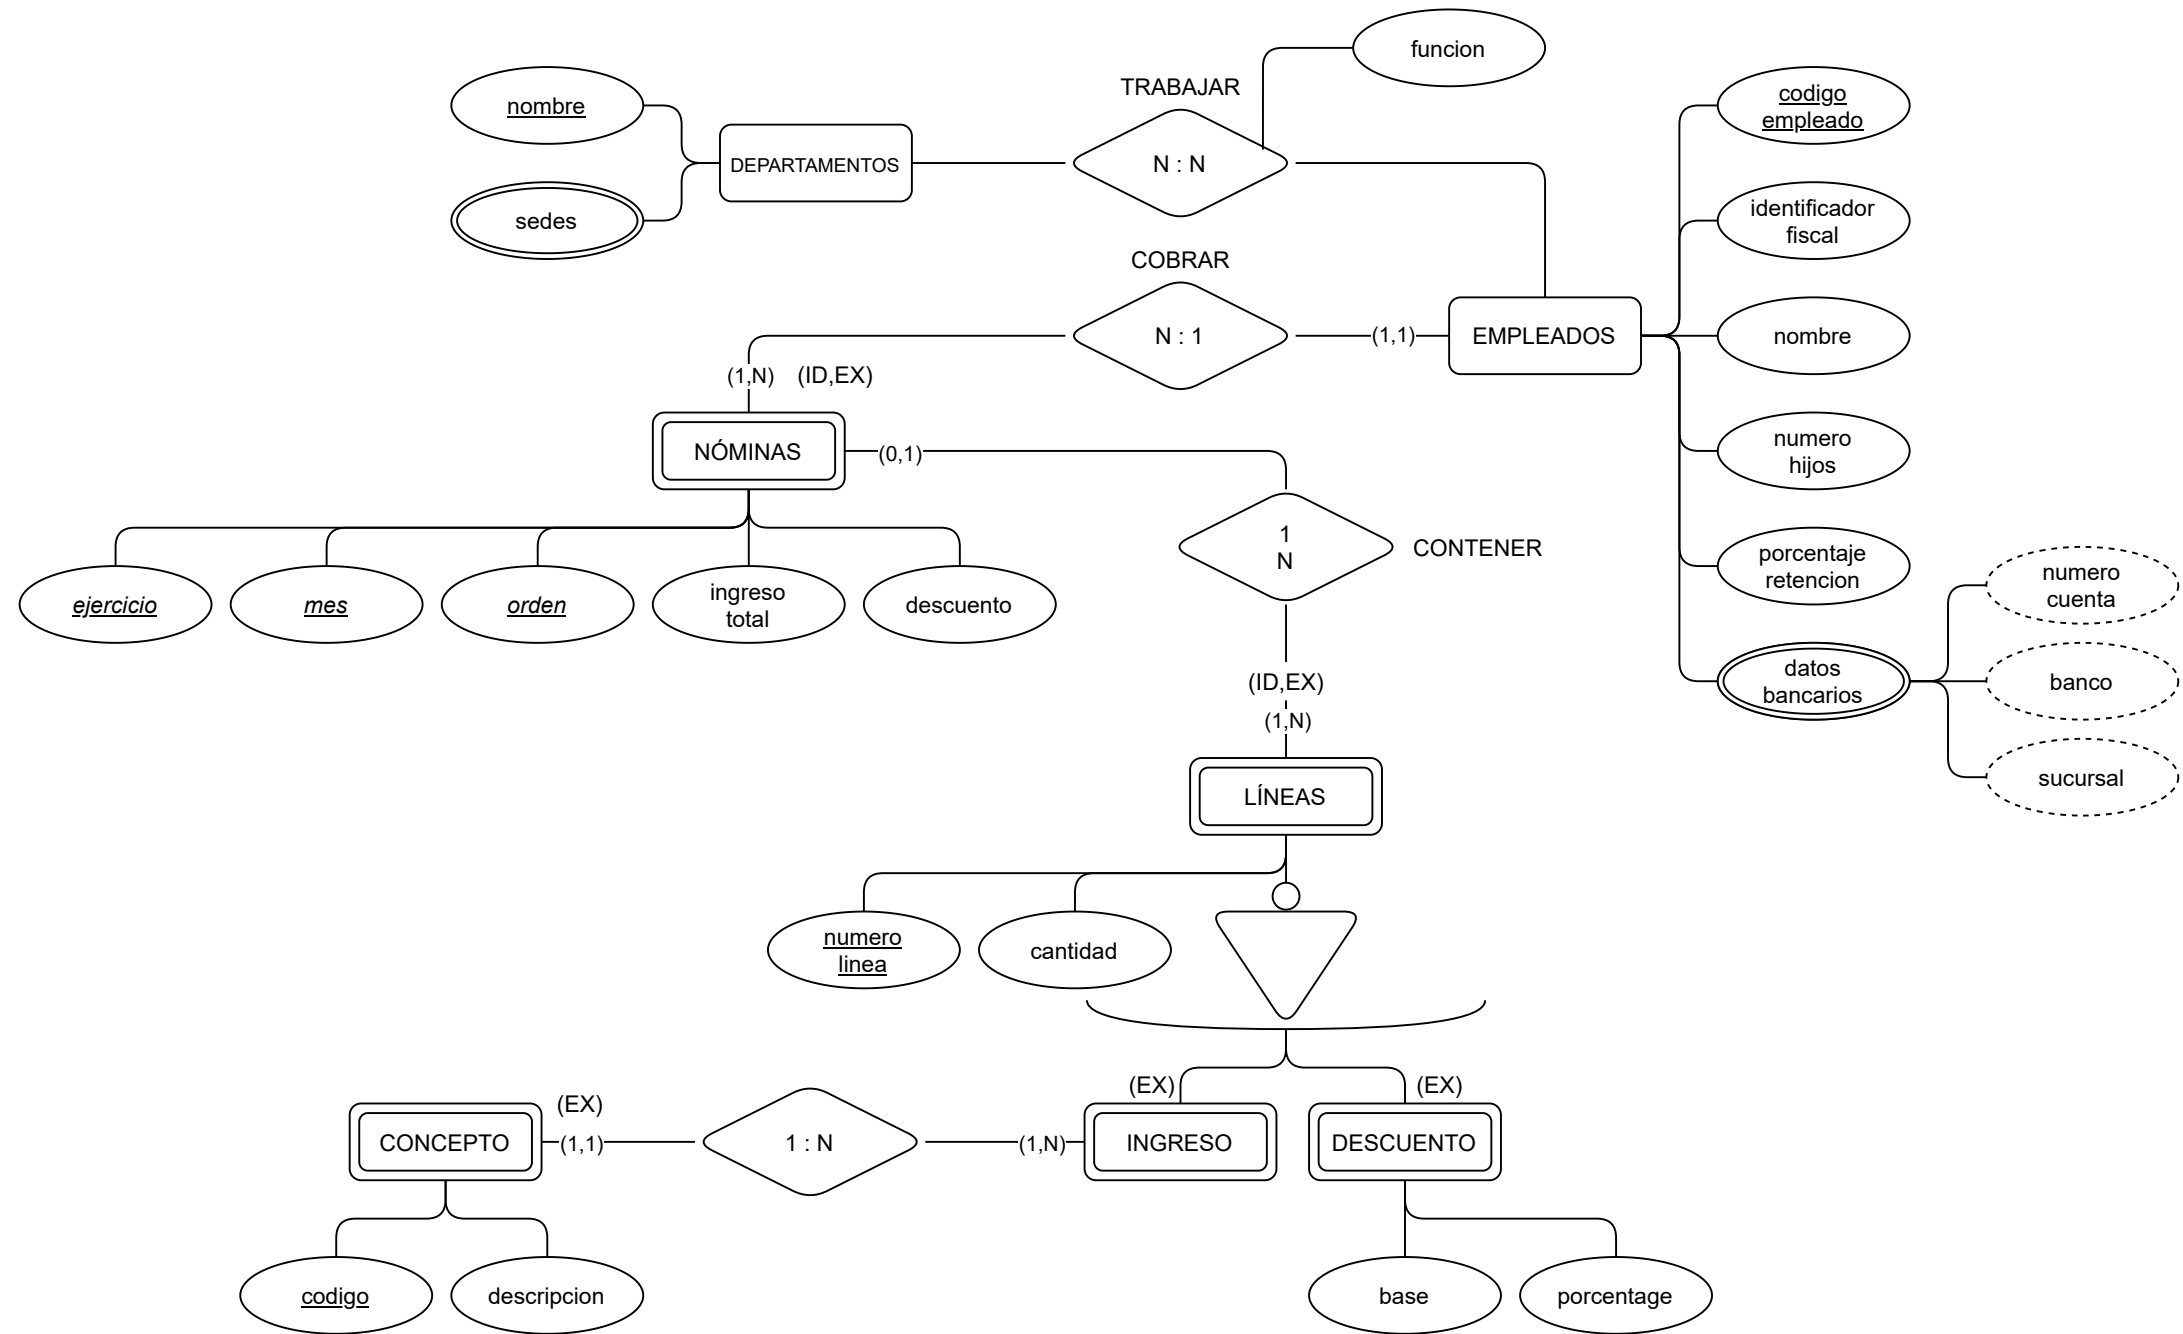 funcion
TRABAJAR
nombre
codigo
empleado
DEPARTAMENTOS
N : N
sedes
identificador
fiscal
COBRAR
N : 1
(1,1)
EMPLEADOS
nombre
(1,N)
(ID,EX)
NÓMINAS
(0,1)
numero
hijos
1
N
CONTENER
ejercicio
mes
orden
ingreso
total
descuento
porcentaje
retencion
numero
cuenta
datos
bancarios
banco
sucursal
(ID,EX)
(1,N)
LÍNEAS
numero
linea
cantidad
(EX)
(EX)
(EX)
CONCEPTO
(1,1)
1 : N
(1,N)
INGRESO
DESCUENTO
codigo
descripcion
base
porcentage